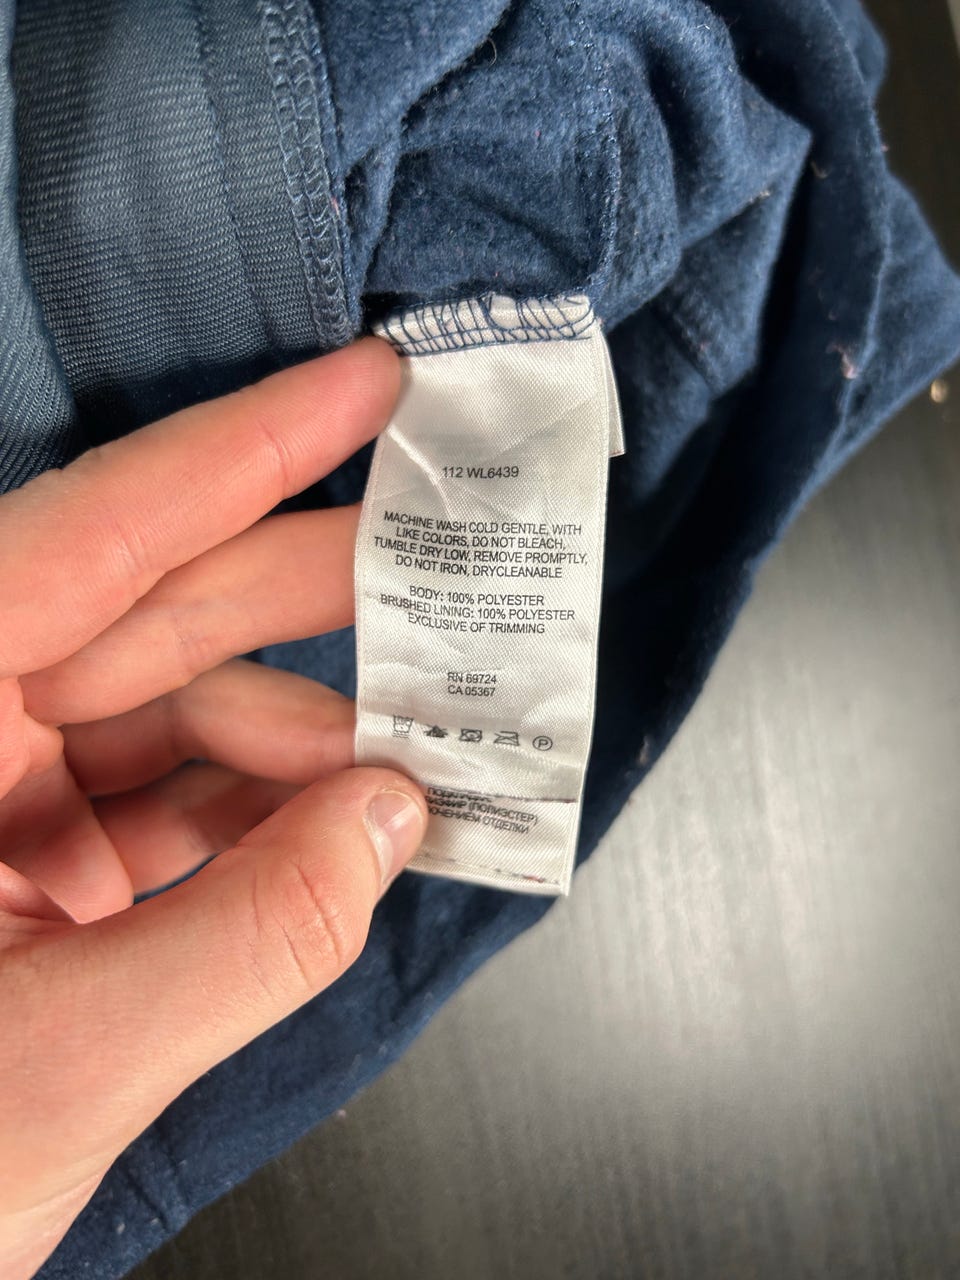 112 WL6439
MACHINE WASH COLD GENTLE, WITH
LIKE COLORS, DO NOT BLEACH,
TUMBLE DRY LOW, REMOVE PROMPTLY,
DO NOT IRON, DRYCLEANABLE
BODY: 100% POLYESTER
BRUSHED LINING: 100% POLYESTER
EXCLUSIVE OF TRIMMING
RN 69724
CA 05367
P
(ПОЛИЭСТЕР)
ОТДЕЛКИ